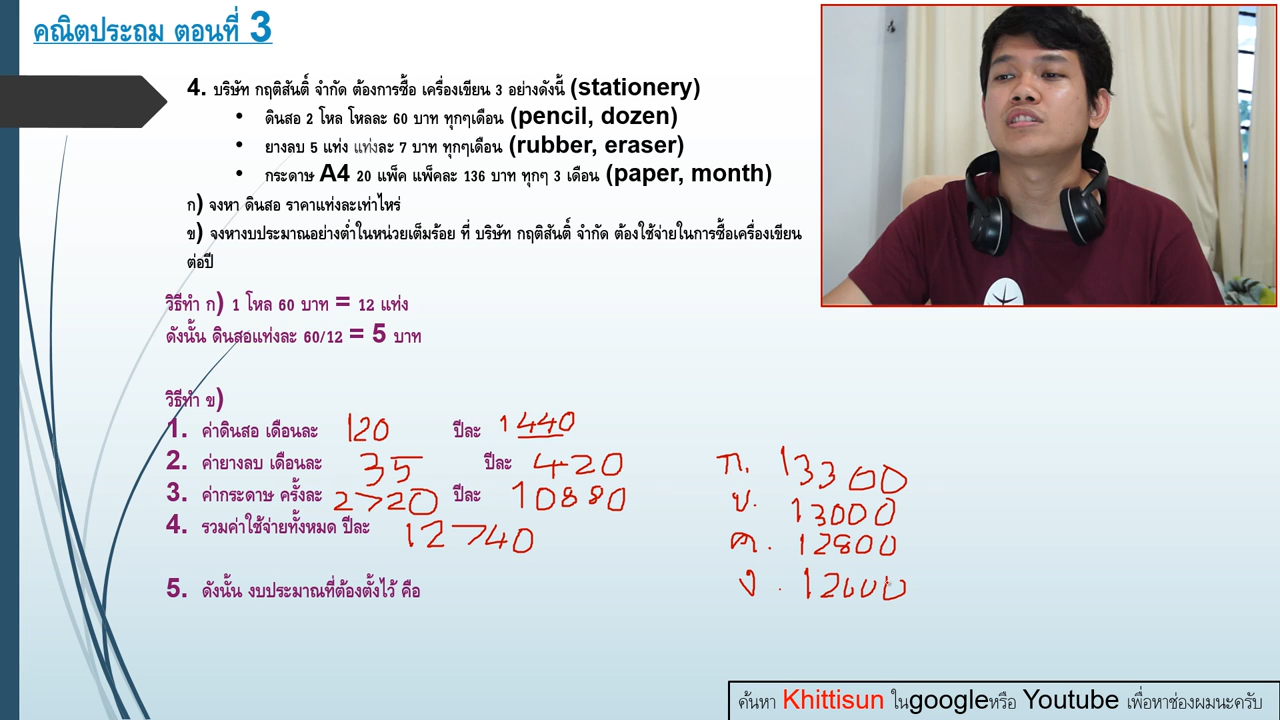 คณิตประถม ตอนที่ 3
4. บริษัท กฤติสันติ์ จำกัด ต้องการซื้อ เครื่องเขียน 3 อย่างดังนี้ (stationery)
• ดินสอ 2 โหล โหลละ 60 บาท ทุกๆเดือน (pencil, dozen)
• ยางลบ 5 แท่ง แท่งละ 7 บาท ทุกๆเดือน (rubber, eraser)
• กระดาษ A4 20 แพ็ค แพ็คละ 136 บาท ทุกๆ 3 เดือน (paper, month)
ก) จงหา ดินสอ ราคาแท่งละเท่าไหร่
ข) จงหางบประมาณอย่างต่ำในหน่วยเต็มร้อย ที่ บริษัท กฤติสันติ์ จำกัด ต้องใช้จ่ายในการซื้อเครื่องเขียน
ต่อปี
วิธีทำ ก) 1 โหล 60 บาท = 12 แท่ง
ดังนั้น ดินสอแท่งละ 60/12 = 5 บาท
วิธีทำ ข)
1. ค่าดินสอ เดือนละ 120 ปีละ 1440
2. ค่ายางลบ เดือนละ 35 ปีละ 420
3. ค่ากระดาษ ครั้งละ 2720 ปีละ 10880
4. รวมค่าใช้จ่ายทั้งหมด ปีละ 12740
5. ดังนั้น งบประมาณที่ต้องตั้งไว้ คือ
ก. 13300
ข. 13000
ค. 12800
ง.
ค้นหา Khittisun ในgoogleหรือ Youtube เพื่อหาช่องผมนะครับ